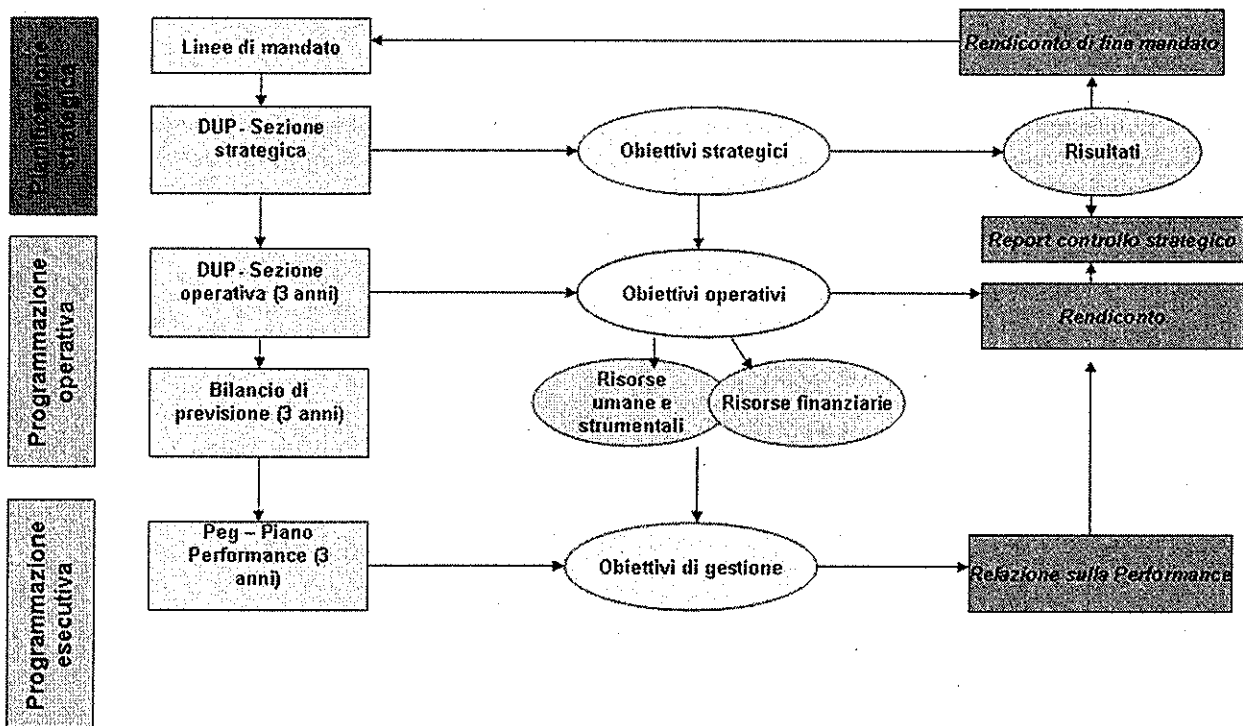 Pianificazione
strategica
Linee di mandato
Rendiconto di fine mandato
DUP - Sezione
strategica
Obiettivi strategici
Risultati
Report controllo strategico
Programmazione
operativa
DUP - Sezione
operativa (3 anni)
Obiettivi operativi
Rendiconto
Bilancio di
previsione (3 anni)
Risorse
umane e
strumentali
Risorse finanziarie
Programmazione
esecutiva
Peg – Piano
Performance (3
anni)
Obiettivi di gestione
Relazione sulla Performance